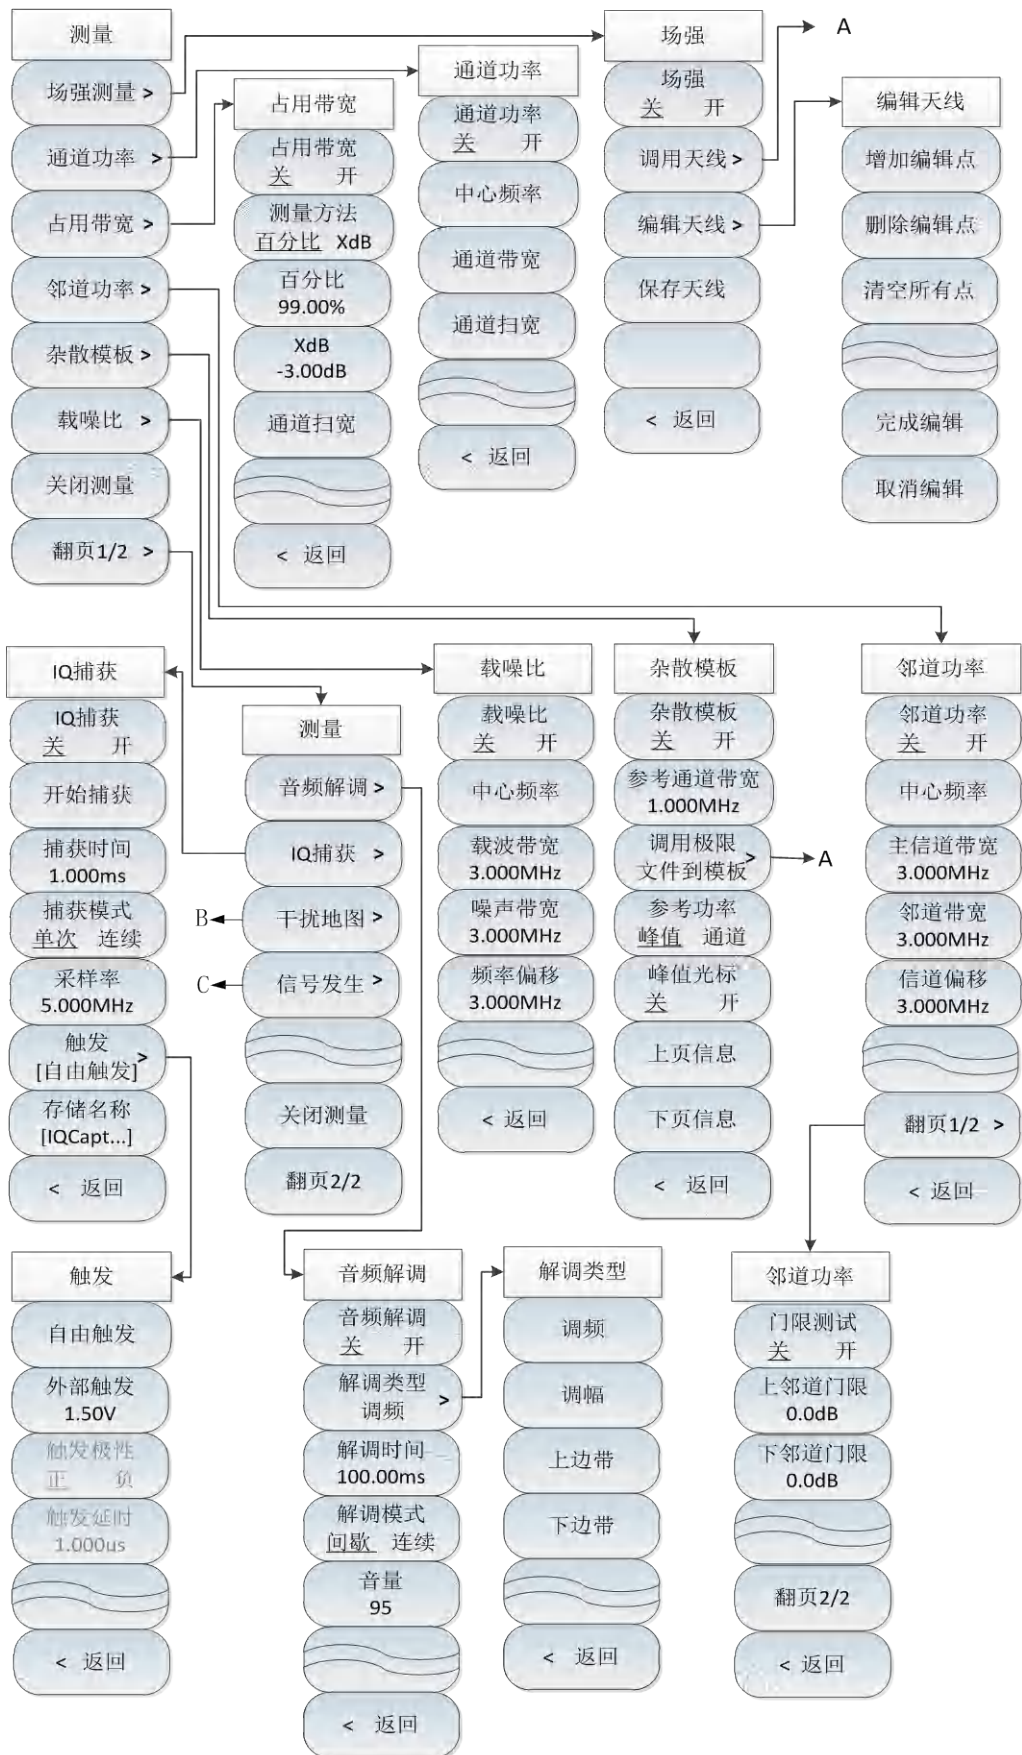 测量
场强测量 >
通道功率 >
占用带宽 >
邻道功率 >
杂散模板 >
载噪比 >
关闭测量
翻页1/2 >
占用带宽
占用带宽
关 开
测量方法
百分比 XdB
百分比
99.00%
XdB
-3.00dB
通道扫宽
< 返回
通道功率
通道功率
关 开
中心频率
通道带宽
通道扫宽
< 返回
场强
场强
关 开
调用天线 >
编辑天线 >
保存天线
< 返回
A
编辑天线
增加编辑点
删除编辑点
清空所有点
完成编辑
取消编辑
IQ捕获
IQ捕获
关 开
开始捕获
捕获时间
1.000ms
捕获模式
单次 连续
采样率
5.000MHz
触发 >
[自由触发]
存储名称
[IQCapt...]
< 返回
测量
音频解调 >
IQ捕获 >
B
干扰地图 >
C
信号发生 >
关闭测量
翻页2/2
载噪比
载噪比
关 开
中心频率
载波带宽
3.000MHz
噪声带宽
3.000MHz
频率偏移
3.000MHz
< 返回
杂散模板
杂散模板
关 开
参考通道带宽
1.000MHz
调用极限 >
文件到模板
A
参考功率
峰值 通道
峰值光标
关 开
上页信息
下页信息
< 返回
邻道功率
邻道功率
关 开
中心频率
主信道带宽
3.000MHz
邻道带宽
3.000MHz
信道偏移
3.000MHz
翻页1/2 >
< 返回
触发
自由触发
外部触发
1.50V
触发极性
正 负
触发延时
1.000us
< 返回
音频解调
音频解调
关 开
解调类型 >
调频
解调时间
100.00ms
解调模式
间歇 连续
音量
95
< 返回
解调类型
调频
调幅
上边带
下边带
< 返回
邻道功率
门限测试
关 开
上邻道门限
0.0dB
下邻道门限
0.0dB
翻页2/2
< 返回